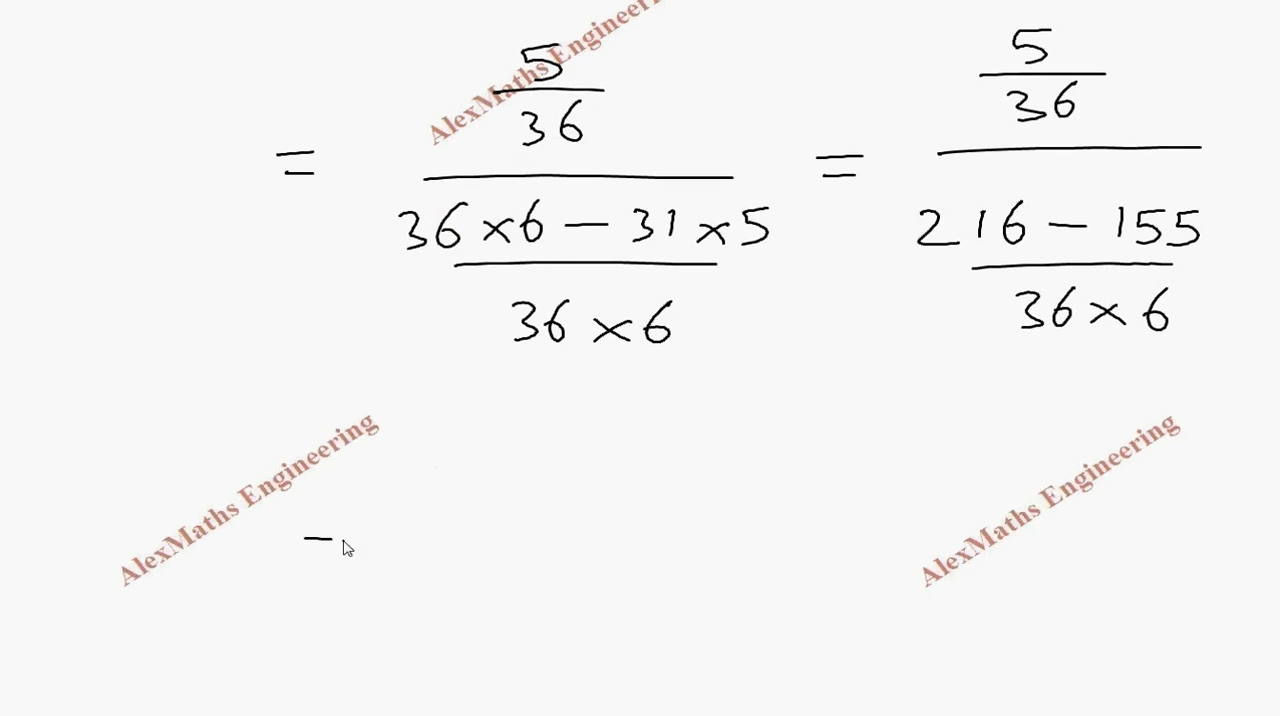 AlexMaths Engineering
= 5/36 / (36 × 6 − 31 × 5)/(36 × 6) = 5/36 / (216 − 155)/(36 × 6)
AlexMaths Engineering
AlexMaths Engineering
−